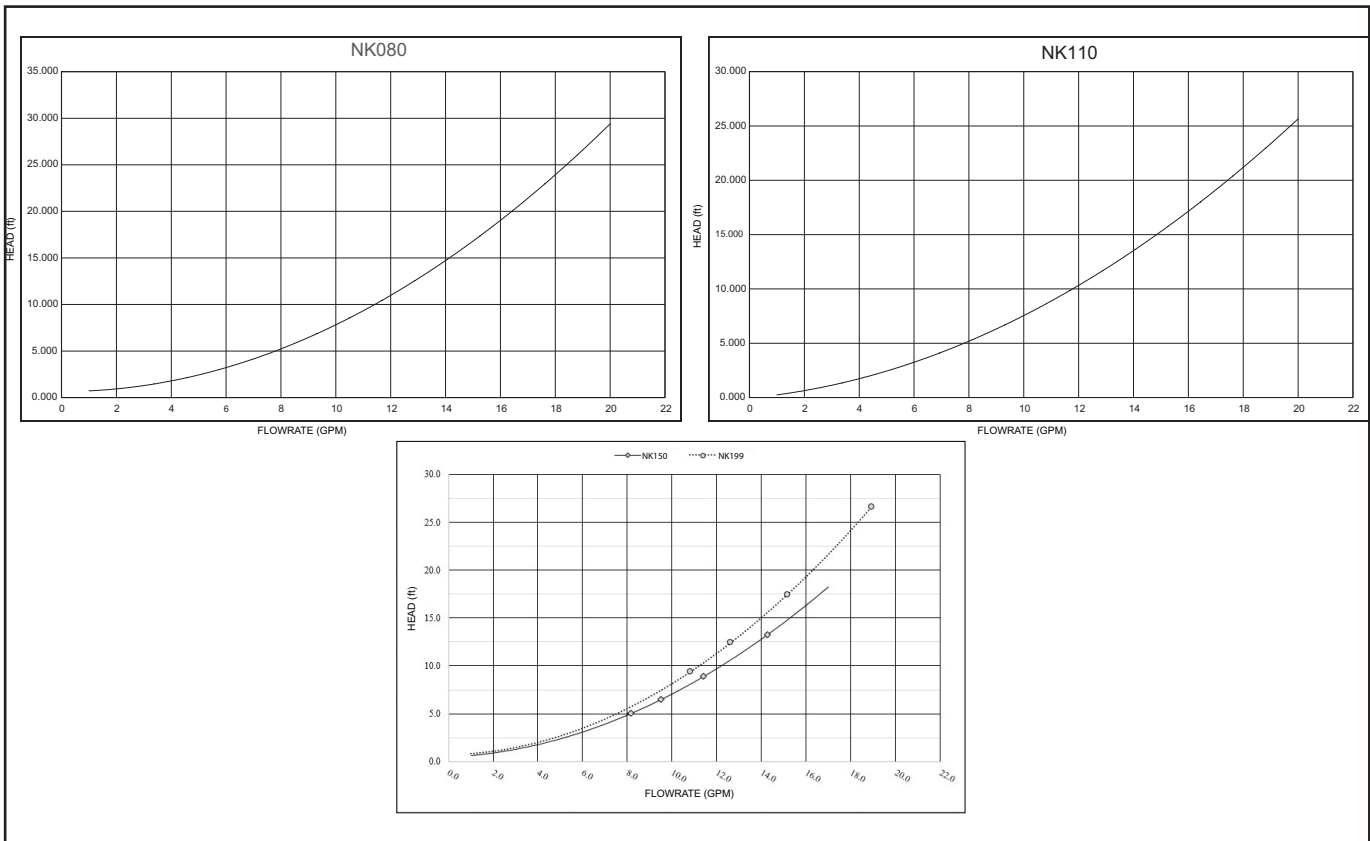 NK080
35.000
30.000
25.000
20.000
15.000
10.000
5.000
0.000
HEAD (ft)
0 2 4 6 8 10 12 14 16 18 20 22
FLOWRATE (GPM)
NK110
30.000
25.000
20.000
15.000
10.000
5.000
0.000
HEAD (ft)
0 2 4 6 8 10 12 14 16 18 20 22
FLOWRATE (GPM)
NK150 NK199
30.0
25.0
20.0
15.0
10.0
5.0
0.0
HEAD (ft)
0.0 2.0 4.0 6.0 8.0 10.0 12.0 14.0 16.0 18.0 20.0 22.0
FLOWRATE (GPM)